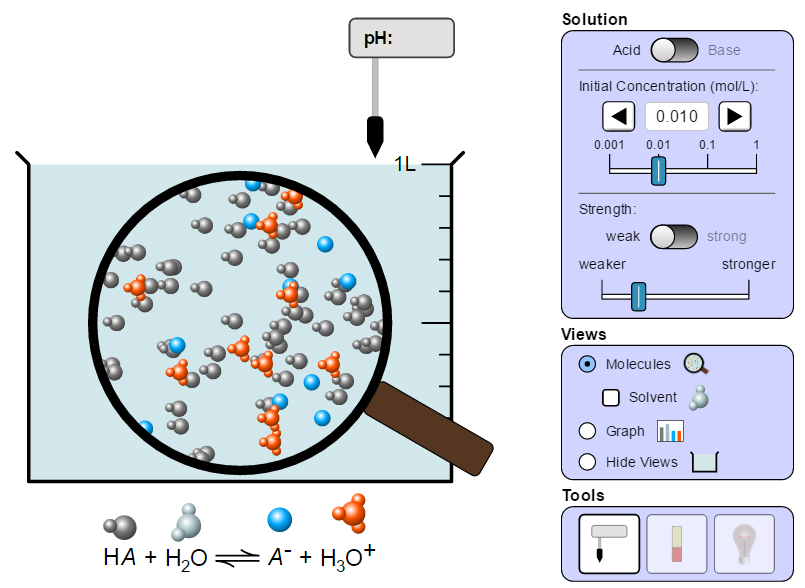 pH:
1L
HA + H₂O ⇌ A⁻ + H₃O⁺
Solution
Acid Base
Initial Concentration (mol/L):
0.010
0.001 0.01 0.1 1
Strength:
weak strong
weaker stronger
Views
Molecules
Solvent
Graph
Hide Views
Tools